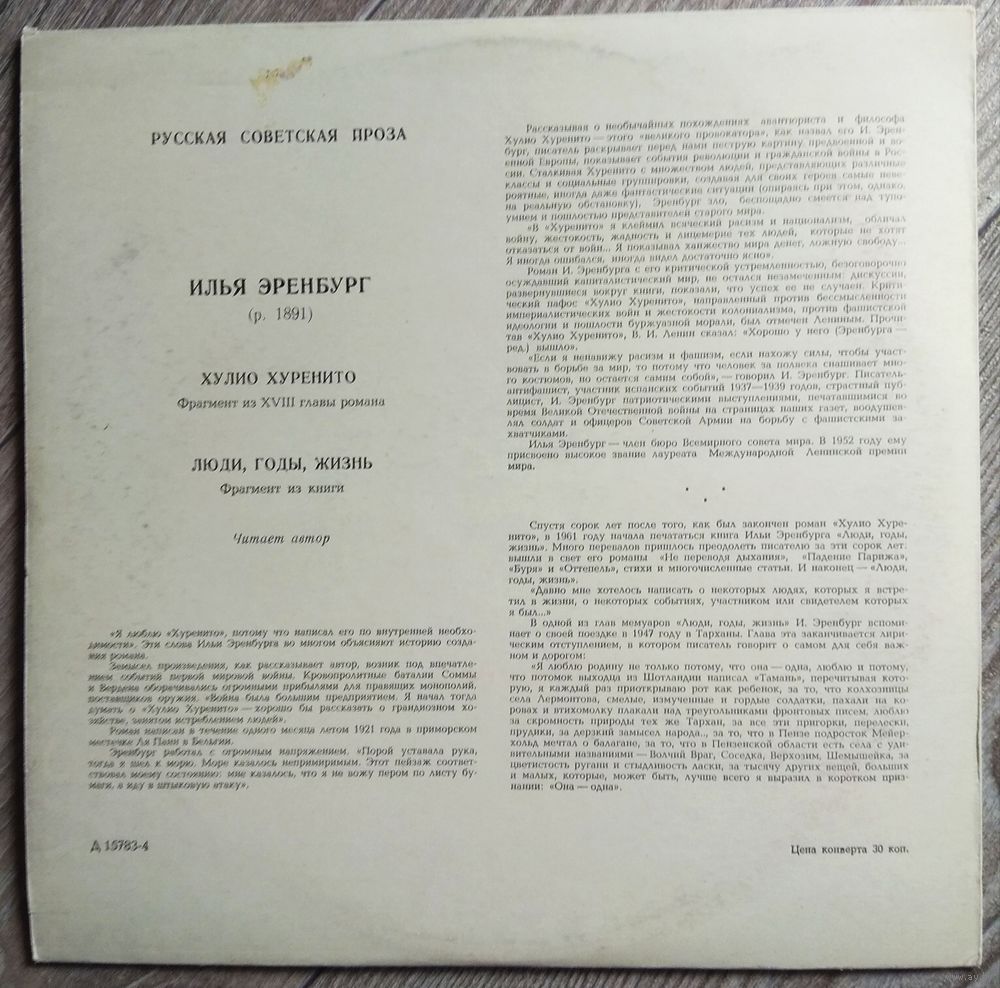 РУССКАЯ СОВЕТСКАЯ ПРОЗА
ИЛЬЯ ЭРЕНБУРГ
(р. 1891)
ХУЛИО ХУРЕНИТО
Фрагмент из XVIII главы романа
ЛЮДИ, ГОДЫ, ЖИЗНЬ
Фрагмент из книги
Читает автор
«Я люблю «Хуренито», потому что написал его по внутренней необхо-
димости». Эти слова Ильи Эренбурга во многом объясняют историю созда-
ния романа.
Замысел произведения, как рассказывает автор, возник под впечатле-
нием событий первой мировой войны. Кровопролитные баталии Соммы
и Вердена оборачивались огромными прибылями для правящих монополий,
поставщиков оружия. «Война была большим предприятием. Я начал тогда
думать о «Хулио Хуренито» — хорошо бы рассказать о грандиозном хо-
зяйстве, занятом истреблением людей».
Роман написан в течение одного месяца летом 1921 года в приморском
местечке Ля Панн в Бельгии.
Эренбург работал с огромным напряжением. «Порой уставала рука,
тогда я шел к морю. Море казалось непримиримым. Этот пейзаж соответ-
ствовал моему состоянию: мне казалось, что я не вожу пером по листу бу-
маги, а иду в штыковую атаку».
Д 15783-4
Рассказывая о необычайных похождениях авантюриста и философа
Хулио Хуренито — этого «великого провокатора», как назвал его И. Эрен-
бург, писатель раскрывает перед нами пеструю картину предвоенной и во-
енной Европы, показывает события революции и гражданской войны в Рос-
сии. Сталкивая Хуренито с множеством людей, представляющих различные
классы и социальные группировки, создавая для своих героев самые неве-
роятные, иногда даже фантастические ситуации (опираясь при этом, однако,
на реальную обстановку), Эренбург зло, беспощадно смеется над тупо-
умием и пошлостью представителей старого мира.
«В «Хуренито» я клеймил всяческий расизм и национализм, обличал
войну, жестокость, жадность и лицемерие тех людей, которые не хотят
отказаться от войн... Я показывал ханжество мира денег, ложную свободу...
Я иногда ошибался, иногда видел достаточно ясно».
Роман И. Эренбурга с его критической устремленностью, безоговорочно
осуждавший капиталистический мир, не остался незамеченным: дискуссии,
развернувшиеся вокруг книги, показали, что успех ее не случаен. Крити-
ческий пафос «Хулио Хуренито», направленный против бессмысленности
империалистических войн и жестокости колониализма, против фашистской
идеологии и пошлости буржуазной морали, был отмечен Лениным. Прочи-
тав «Хулио Хуренито», В. И. Ленин сказал: «Хорошо у него (Эренбурга —
ред.) вышло».
«Если я ненавижу расизм и фашизм, если нахожу силы, чтобы участ-
вовать в борьбе за мир, то потому что человек за полвека снашивает мно-
го костюмов, но остается самим собой», — говорил И. Эренбург. Писатель-
антифашист, участник испанских событий 1937—1939 годов, страстный пуб-
лицист, И. Эренбург патриотическими выступлениями, печатавшимися во
время Великой Отечественной войны на страницах наших газет, воодушев-
лял солдат и офицеров Советской Армии на борьбу с фашистскими за-
хватчиками.
Илья Эренбург — член бюро Всемирного совета мира. В 1952 году ему
присвоено высокое звание лауреата Международной Ленинской премии
мира.
Спустя сорок лет после того, как был закончен роман «Хулио Хуре-
нито», в 1961 году начала печататься книга Ильи Эренбурга «Люди, годы,
жизнь». Много перевалов пришлось преодолеть писателю за эти сорок лет:
вышли в свет его романы «Не переводя дыхания», «Падение Парижа»,
«Буря» и «Оттепель», стихи и многочисленные статьи. И наконец — «Люди,
годы, жизнь».
«Давно мне хотелось написать о некоторых людях, которых я встре-
тил в жизни, о некоторых событиях, участником или свидетелем которых
я был...»
В одной из глав мемуаров «Люди, годы, жизнь» И. Эренбург вспоми-
нает о своей поездке в 1947 году в Тарханы. Глава эта заканчивается лири-
ческим отступлением, в котором писатель говорит о самом для себя важ-
ном и дорогом:
«Я люблю родину не только потому, что она — одна, люблю и потому,
что потомок выходца из Шотландии написал «Тамань», перечитывая кото-
рую, я каждый раз приоткрываю рот как ребенок, за то, что колхозницы
села Лермонтова, смелые, измученные и гордые солдатки, пахали на ко-
ровах и втихомолку плакали над треугольниками фронтовых писем, люблю
за скромность природы тех же Тархан, за все эти пригорки, перелески,
прудики, за дерзкий замысел народа.., за то, что в Пензе подросток Мейер-
хольд мечтал о балагане, за то, что в Пензенской области есть села с уди-
вительными названиями — Волчий Враг, Соседка, Верхозим, Шемышейка, за
цветистость ругани и стыдливость ласки, за тысячу других вещей, больших
и малых, которые, может быть, лучше всего я выразил в коротком приз-
нании: «Она — одна».
Цена конверта 30 коп.